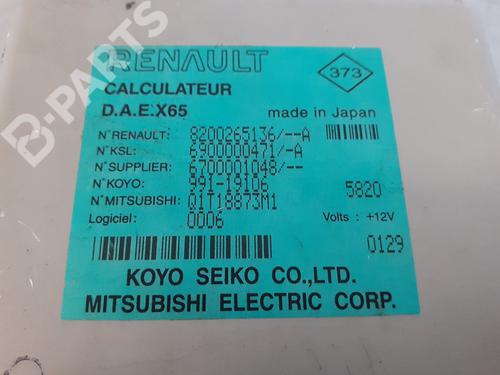 RENAULT
373
CALCULATEUR
D.A.E.X65
made in Japan
N°RENAULT: 8200265136/--A
N°KSL: 6900000471/-A
N°SUPPLIER: 6700001048/--
N°KOYO: 991-19106 5820
N°MITSUBISHI: Q1T18873M1
Logiciel: 0006 Volts : +12V
0129
KOYO SEIKO CO.,LTD.
MITSUBISHI ELECTRIC CORP.
B-PARTS